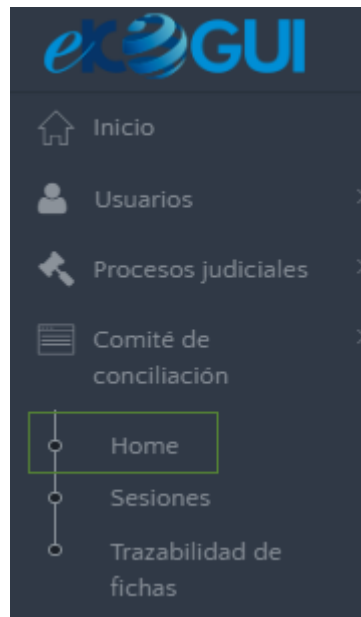 eKOGUI
Inicio
Usuarios
Procesos judiciales
Comité de
conciliación
Home
Sesiones
Trazabilidad de
fichas